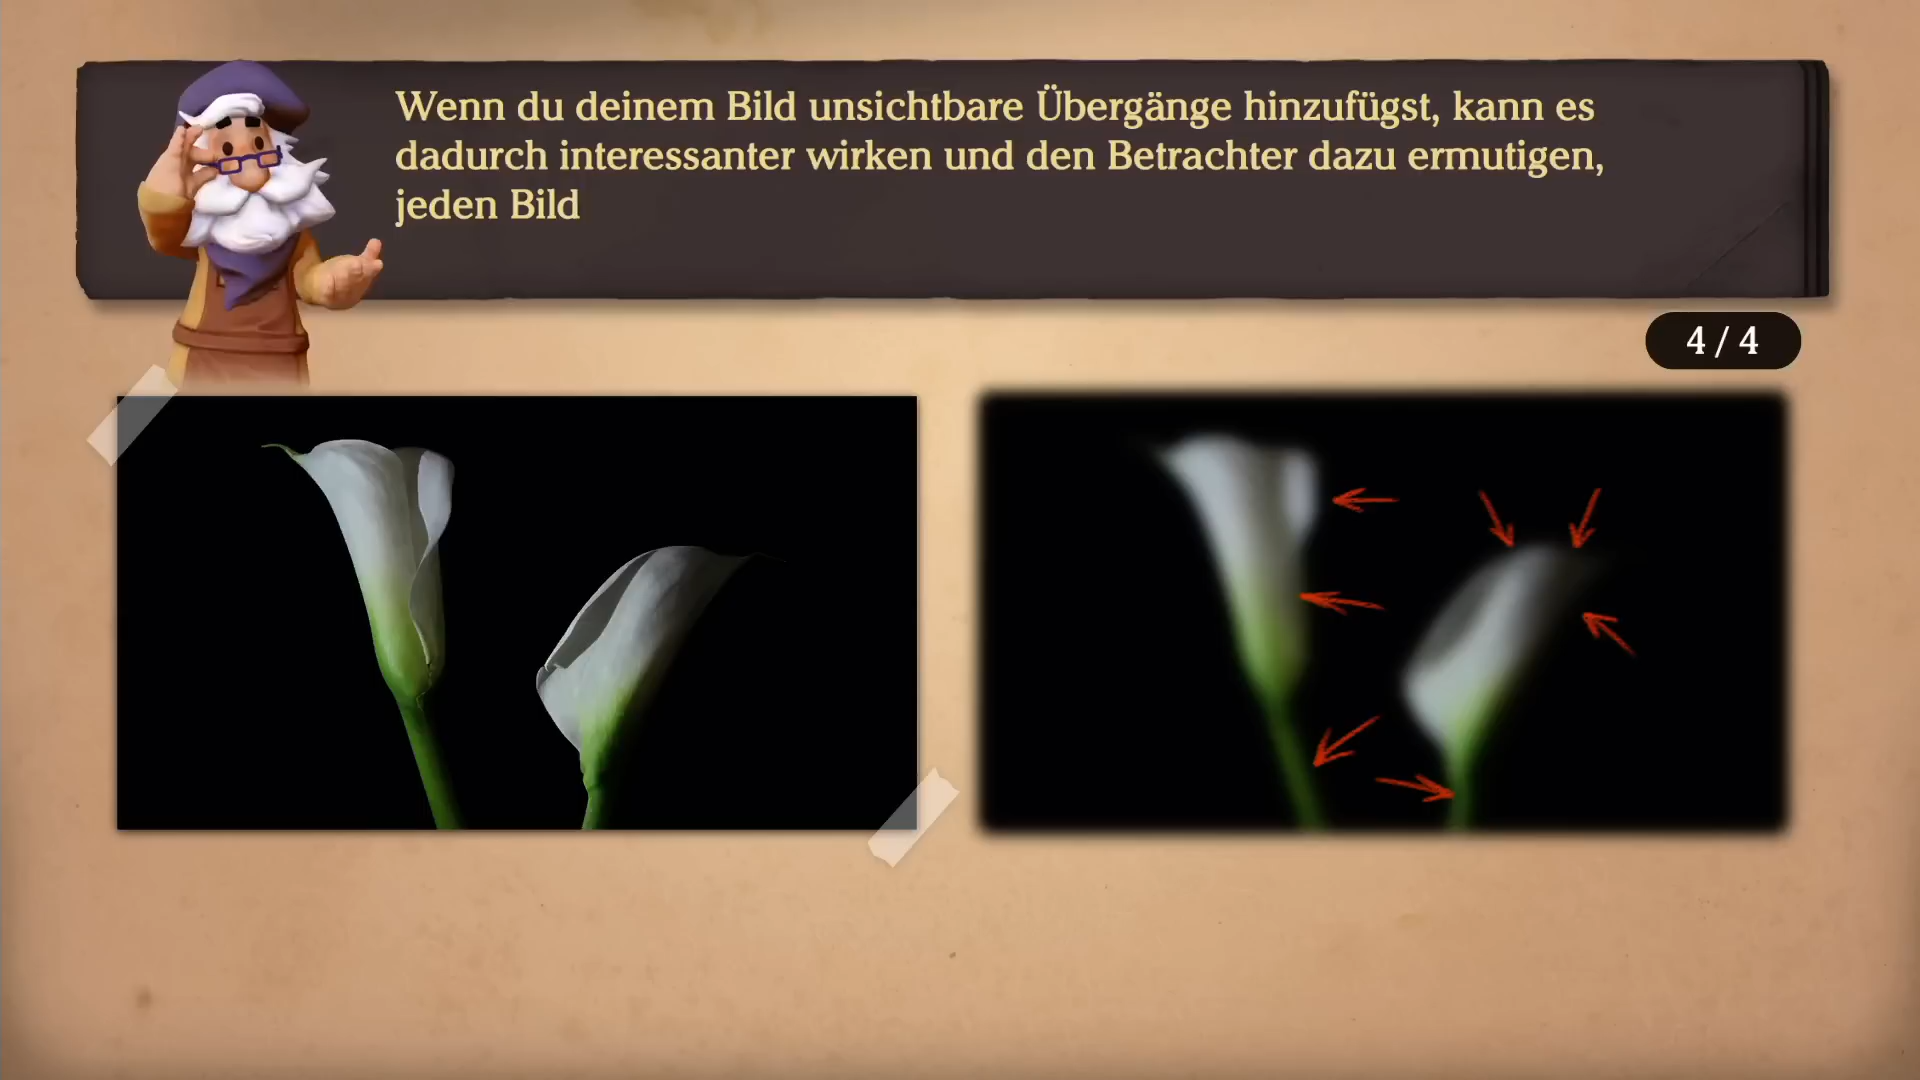 Wenn du deinem Bild unsichtbare Übergänge hinzufügst, kann es
dadurch interessanter wirken und den Betrachter dazu ermutigen,
jeden Bild
4 / 4